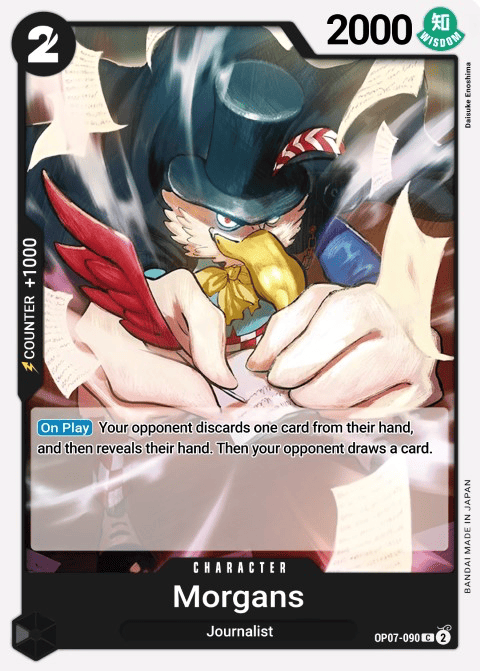 2
2000
知
WISDOM
Daisuke Enoshima
COUNTER +1000
On Play Your opponent discards one card from their hand,
and then reveals their hand. Then your opponent draws a card.
BANDAI MADE IN JAPAN
CHARACTER
Morgans
Journalist
OP07-090 C 2